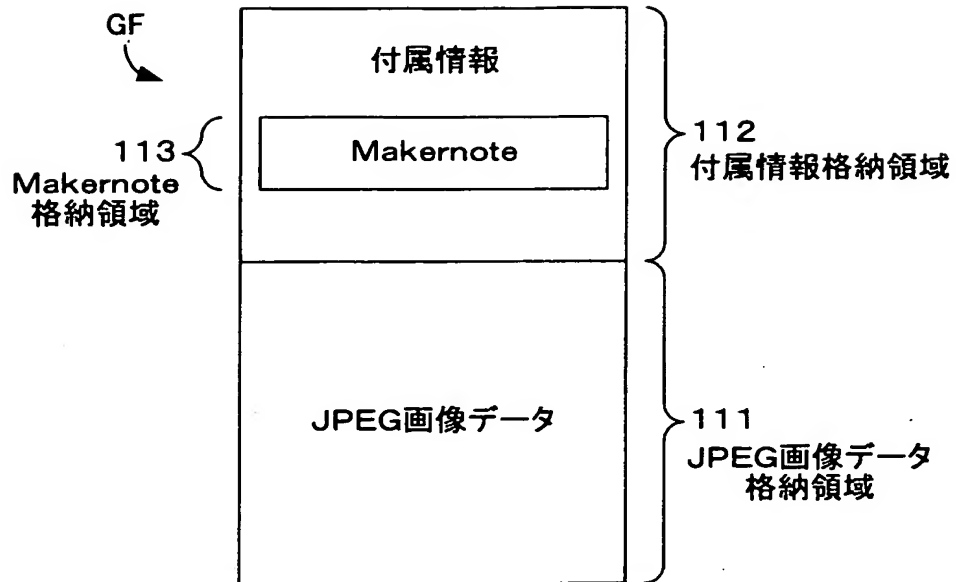 GF
付属情報
Makernote
113
Makernote
格納領域
112
付属情報格納領域
JPEG画像データ
111
JPEG画像データ
格納領域